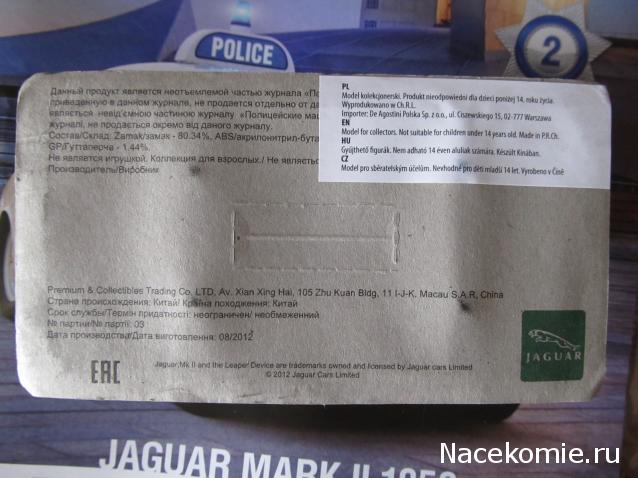 POLICE
2
Данный продукт является неотъемлемой частью журнала «По
приведенную в данном журнале, не продается отдельно от да
является невід'ємною частиною журналу «Полицейские маш
журналі, не продається окремо від даного журналу.
Состав/Склад: Zamak/замак - 80.34%, ABS/акрилонитрил-бута
GP/Гуттаперча - 1.44%.
Не является игрушкой. Коллекция для взрослых./ Не являєтьс
Производитель/Виробник
PL
Model kolekcjonerski. Produkt nieodpowiedni dla dzieci poniżej 14. roku życia.
Wyprodukowano w Ch.R.L.
Importer: De Agostini Polska Sp. z o.o., ul. Ciszewskiego 15, 02-777 Warszawa
EN
Model for collectors. Not suitable for children under 14 years old. Made in P.R.Ch.
HU
Gyűjthető figurák. Nem adható 14 éven aluliak számára. Készült Kínában.
CZ
Model pro sběratelským účelům. Nevhodné pro děti mladší 14 let. Vyrobeno v Číně
Premium & Collectibles Trading Co. LTD, Av. Xian Xing Hai, 105 Zhu Kuan Bldg, 11 I-J-K. Macau S.A.R, China
Страна происхождения: Китай/ Країна походження: Китай
Срок службы/Термін придатності: неограничен/ необмеженний
№ партии/№ партії: 03
Дата производства/Дата виготовлення: 08/2012
EAC
Jaguar, Mk II and the Leaper Device are trademarks owned and licensed by Jaguar cars Limited
© 2012 Jaguar Cars Limited
JAGUAR
JAGUAR MARK II
Nacekomie.ru